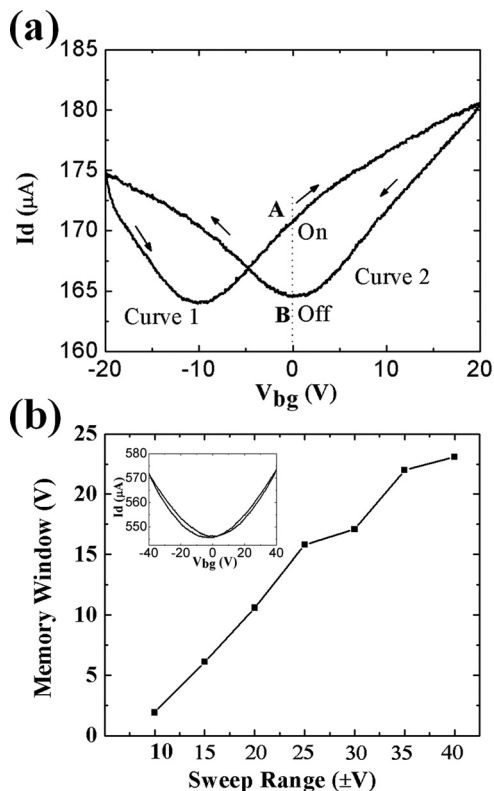 (a)
185
180
175
170
165
160
Id (μA)
A
On
B Off
Curve 1
Curve 2
-20 -10 0 10 20
Vbg (V)
(b)
25
20
15
10
5
0
Memory Window (V)
580
570
560
550
Id (μA)
-40 -20 0 20 40
Vbg (V)
10 15 20 25 30 35 40
Sweep Range (±V)